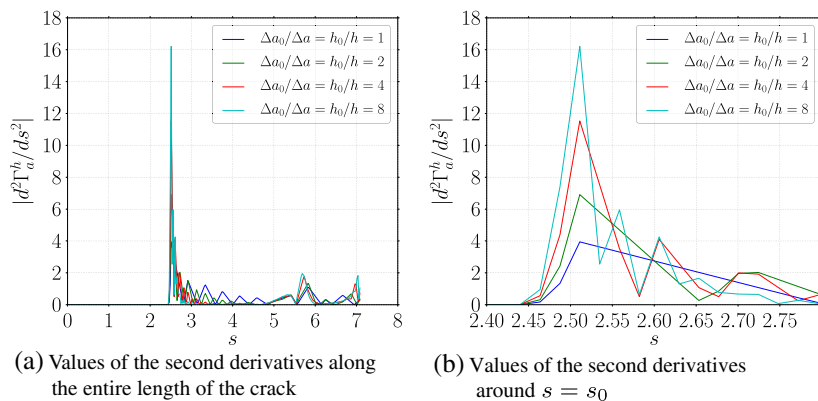 18
16
14
12
10
8
6
4
2
0
|d²Γₐʰ/ds²|
Δa₀/Δa = h₀/h = 1
Δa₀/Δa = h₀/h = 2
Δa₀/Δa = h₀/h = 4
Δa₀/Δa = h₀/h = 8
0 1 2 3 4 5 6 7 8
s
(a) Values of the second derivatives along
the entire length of the crack
18
16
14
12
10
8
6
4
2
0
|d²Γₐʰ/ds²|
Δa₀/Δa = h₀/h = 1
Δa₀/Δa = h₀/h = 2
Δa₀/Δa = h₀/h = 4
Δa₀/Δa = h₀/h = 8
2.40 2.45 2.50 2.55 2.60 2.65 2.70 2.75
s
(b) Values of the second derivatives
around s = s₀